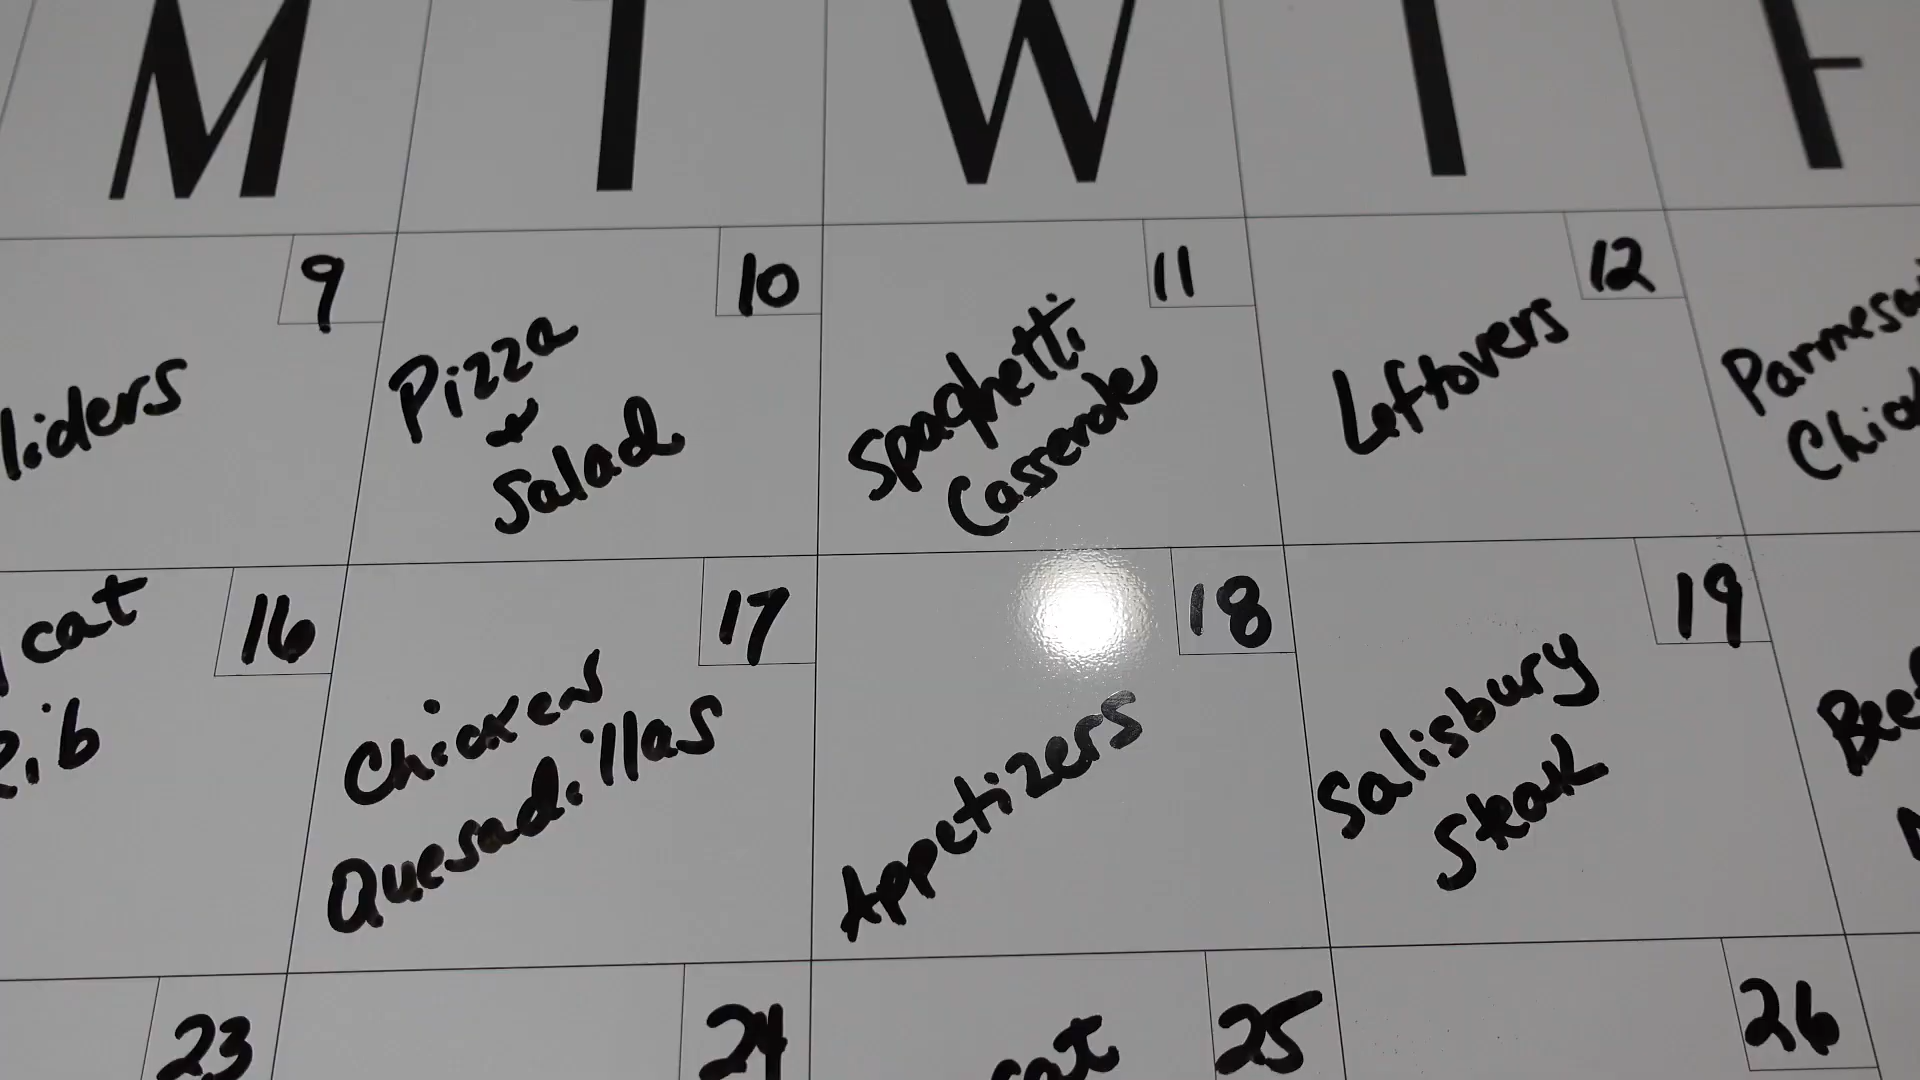 M T W T F
9 10 11 12
liders
Pizza
+
Salad
Spaghetti
Casserole
Leftovers
16 17 18 19
cat
Chicken
Quesadillas
Appetizers
Salisbury
Steak
23 24 25 26